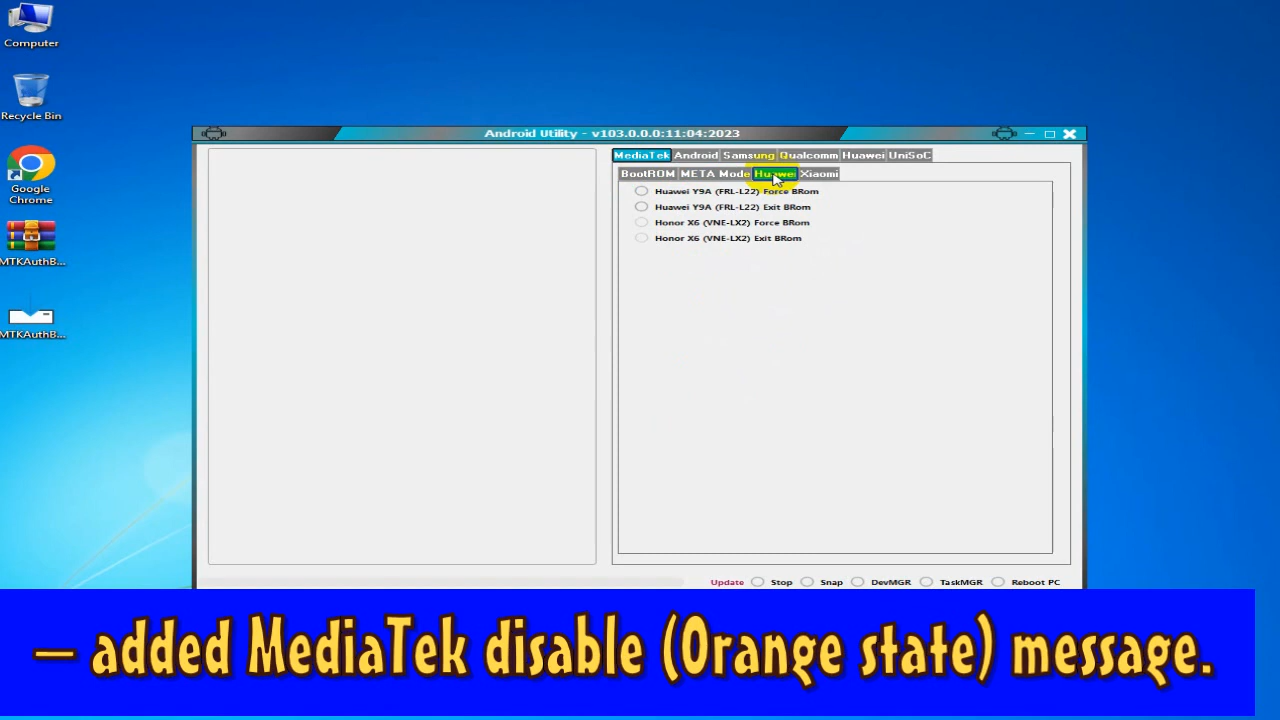 Computer
Recycle Bin
Google
Chrome
MTKAuthB...
MTKAuthB...
Android Utility - v103.0.0.0:11:04:2023
MediaTek Android Samsung Qualcomm Huawei UniSoC
BootROM META Mode Huawei Xiaomi
Huawei Y9A (FRL-L22) Force BRom
Huawei Y9A (FRL-L22) Exit BRom
Honor X6 (VNE-LX2) Force BRom
Honor X6 (VNE-LX2) Exit BRom
Update Stop Snap DevMGR TaskMGR Reboot PC
— added MediaTek disable (Orange state) message.